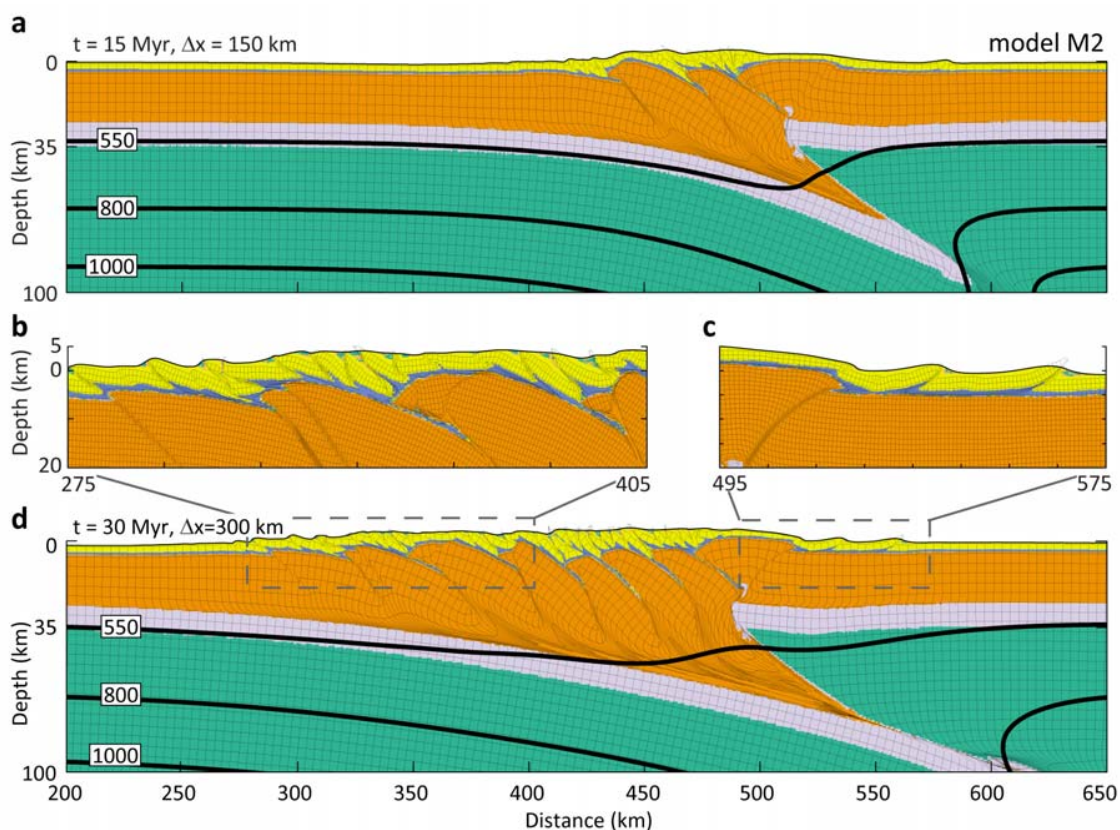 a
t = 15 Myr, Δx = 150 km
model M2
0
35
100
Depth (km)
550
800
1000
b
c
5
0
20
Depth (km)
275
405
495
575
d
t = 30 Myr, Δx=300 km
0
35
100
Depth (km)
550
800
1000
200 250 300 350 400 450 500 550 600 650
Distance (km)